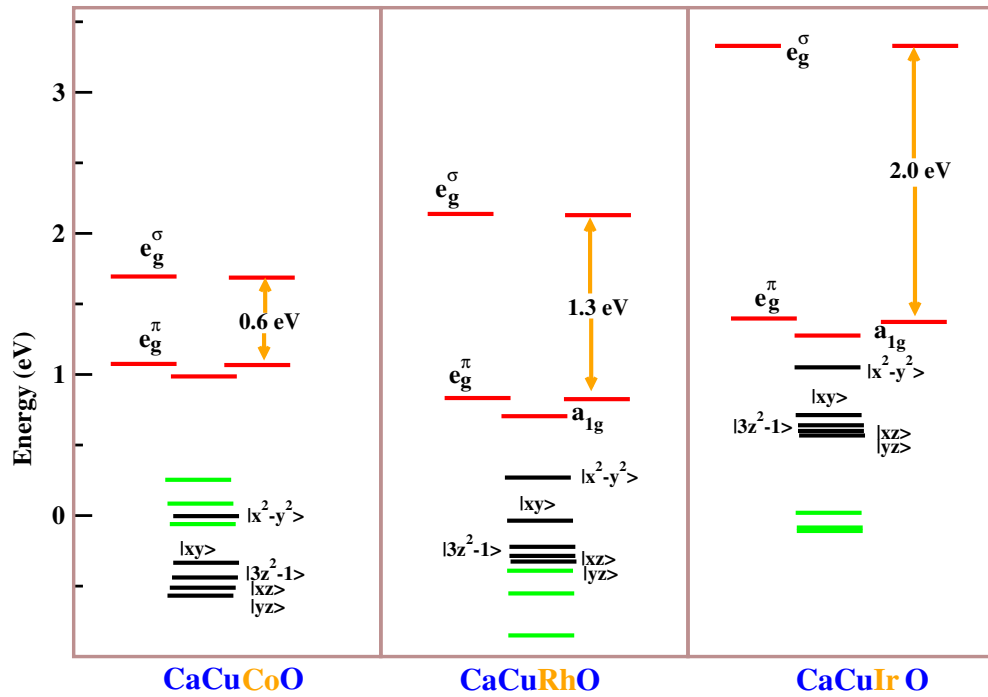 Energy (eV)
3
2
1
0
e_g^σ
e_g^π
0.6 eV
|x²-y²>
|xy>
|3z²-1>
|xz>
|yz>
CaCuCoO
e_g^σ
1.3 eV
e_g^π
a_1g
|x²-y²>
|xy>
|3z²-1>
|xz>
|yz>
CaCuRhO
e_g^σ
2.0 eV
e_g^π
a_1g
|x²-y²>
|xy>
|3z²-1>
|xz>
|yz>
CaCuIr O